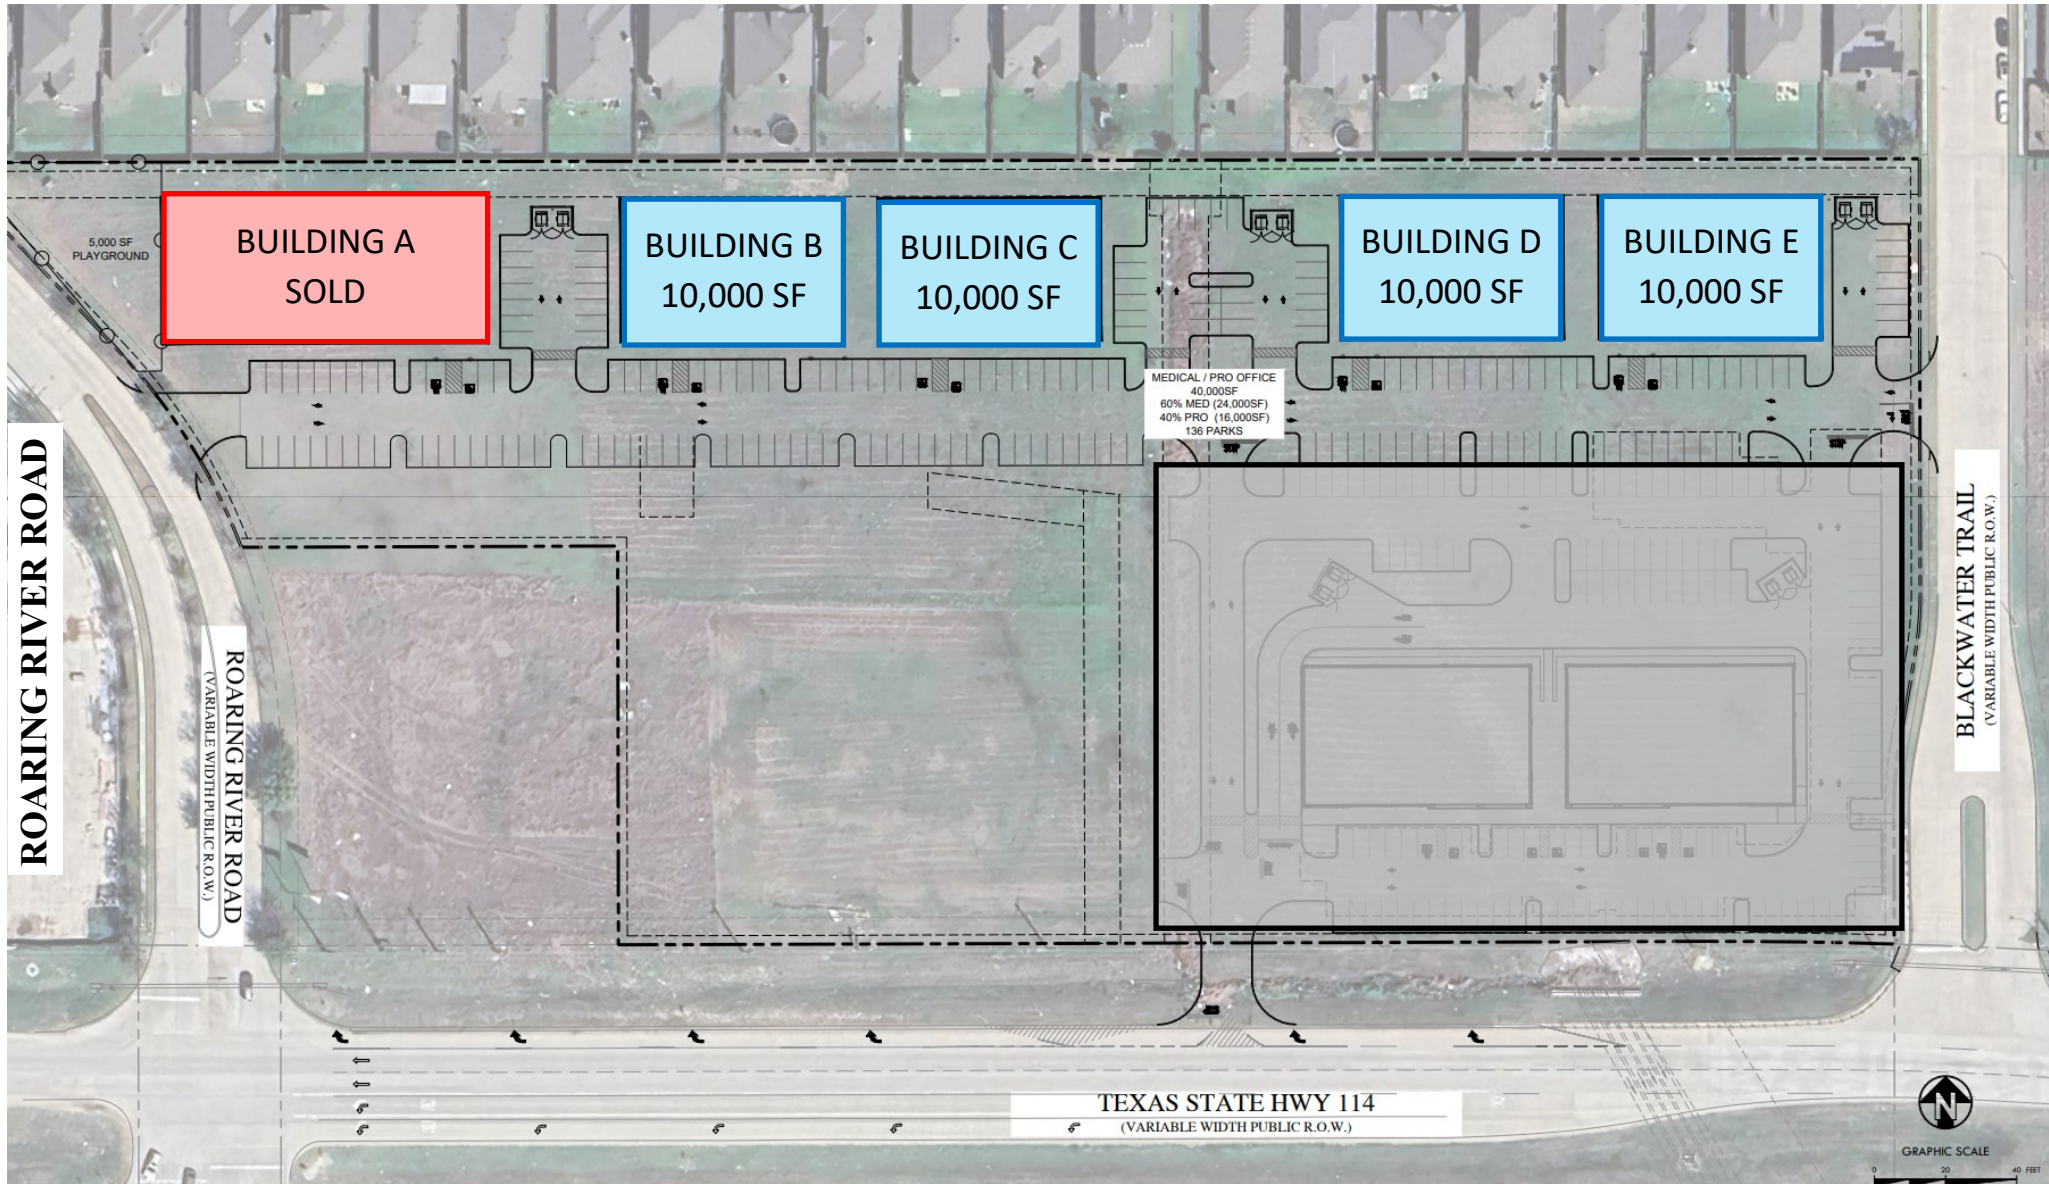 5,000 SF
PLAYGROUND
BUILDING A
SOLD
BUILDING B
10,000 SF
BUILDING C
10,000 SF
BUILDING D
10,000 SF
BUILDING E
10,000 SF
MEDICAL / PRO OFFICE
40,000SF
60% MED (24,000SF)
40% PRO (16,000SF)
136 PARKS
ROARING RIVER ROAD
ROARING RIVER ROAD
(VARIABLE WIDTH PUBLIC R.O.W.)
BLACKWATER TRAIL
(VARIABLE WIDTH PUBLIC R.O.W.)
TEXAS STATE HWY 114
(VARIABLE WIDTH PUBLIC R.O.W.)
N
GRAPHIC SCALE
0 20 40 FEET